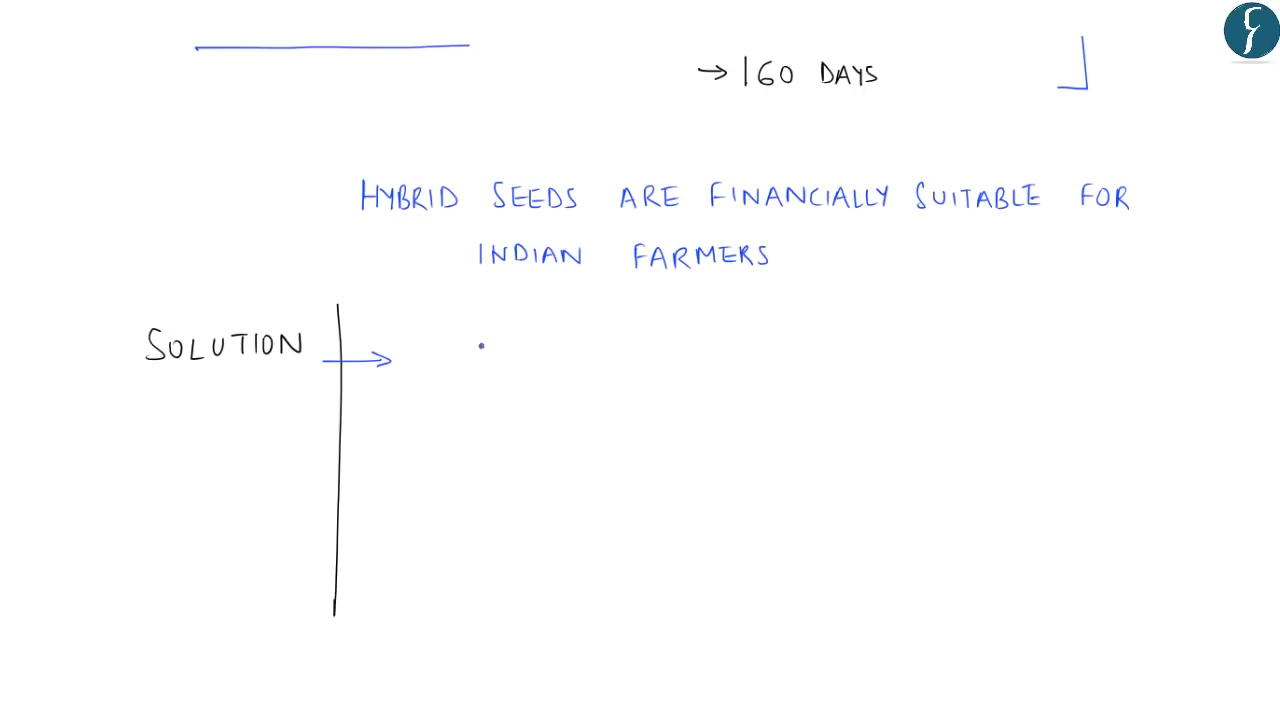 → 160 DAYS
HYBRID SEEDS ARE FINANCIALLY SUITABLE FOR
INDIAN FARMERS
SOLUTION →